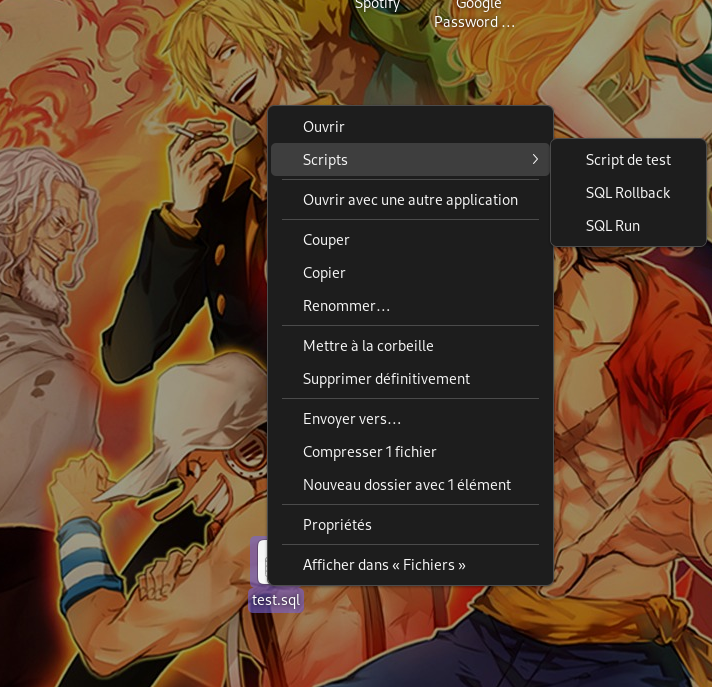 Spotify
Google
Password ...
Ouvrir
Scripts
Script de test
Ouvrir avec une autre application
SQL Rollback
SQL Run
Couper
Copier
Renommer...
Mettre à la corbeille
Supprimer définitivement
Envoyer vers...
Compresser 1 fichier
Nouveau dossier avec 1 élément
Propriétés
Afficher dans « Fichiers »
test.sql